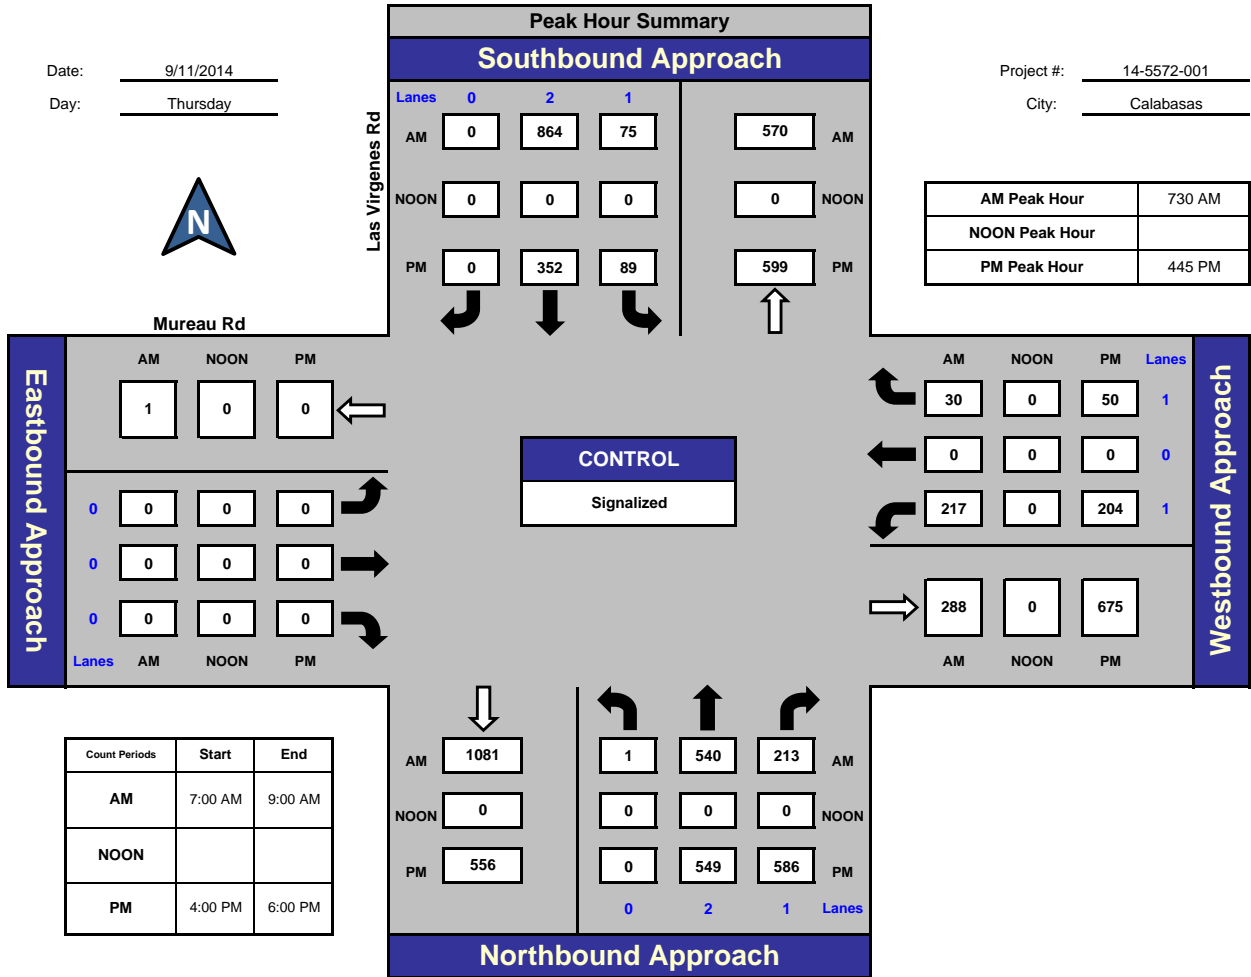 Peak Hour Summary
Southbound Approach
Date: 9/11/2014
Day: Thursday
Project #: 14-5572-001
City: Calabasas
N
Las Virgenes Rd
Lanes 0 2 1
AM 0 864 75 570 AM
NOON 0 0 0 0 NOON
PM 0 352 89 599 PM
AM Peak Hour 730 AM
NOON Peak Hour
PM Peak Hour 445 PM
Mureau Rd
Eastbound Approach
AM NOON PM
1 0 0
0 0 0 0
0 0 0 0
0 0 0 0
Lanes AM NOON PM
CONTROL
Signalized
AM NOON PM Lanes
30 0 50 1
0 0 0 0
217 0 204 1
288 0 675
AM NOON PM
Westbound Approach
Count Periods Start End
AM 7:00 AM 9:00 AM
NOON
PM 4:00 PM 6:00 PM
AM 1081 1 540 213 AM
NOON 0 0 0 0 NOON
PM 556 0 549 586 PM
0 2 1 Lanes
Northbound Approach